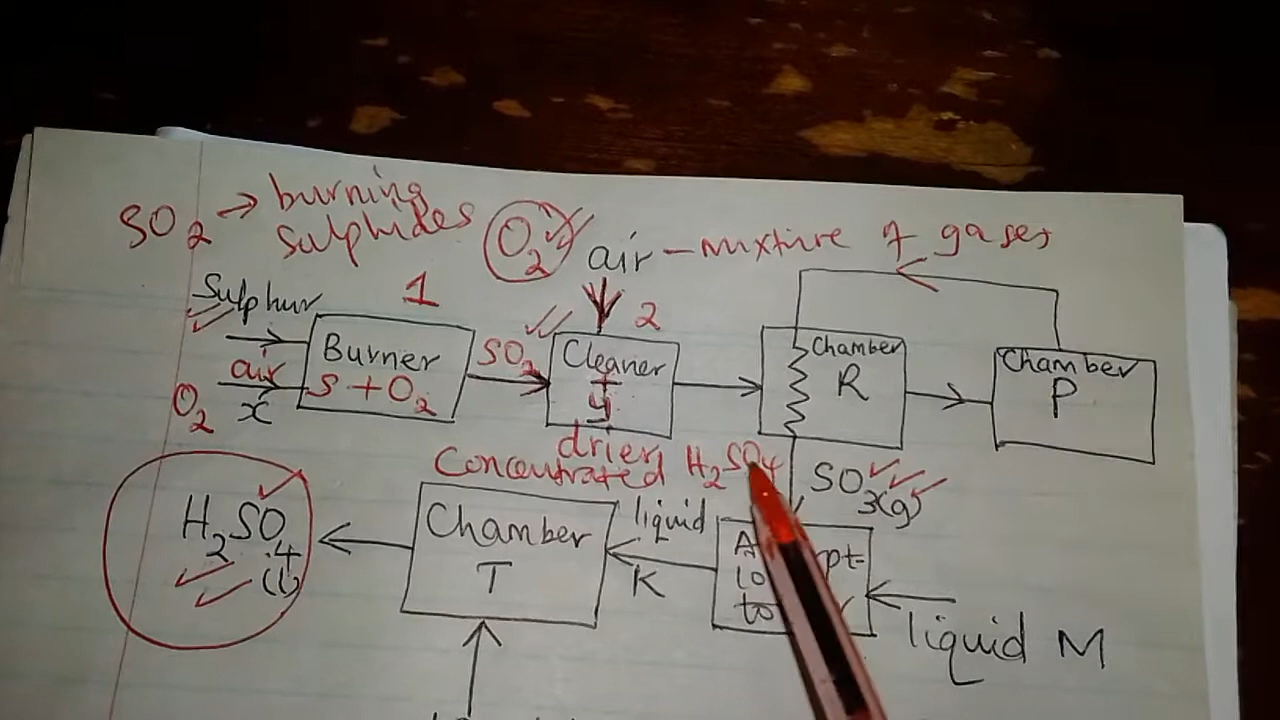 SO2 → burning
sulphides
O2
air - mixture of gases
Sulphur
1
2
Burner
S + O2
SO2
Cleaner
+
y
Chamber
R
Chamber
P
air
O2
x
drier
Concentrated H2SO4
SO3(g)
H2SO4(l)
Chamber
T
liquid
K
liquid M